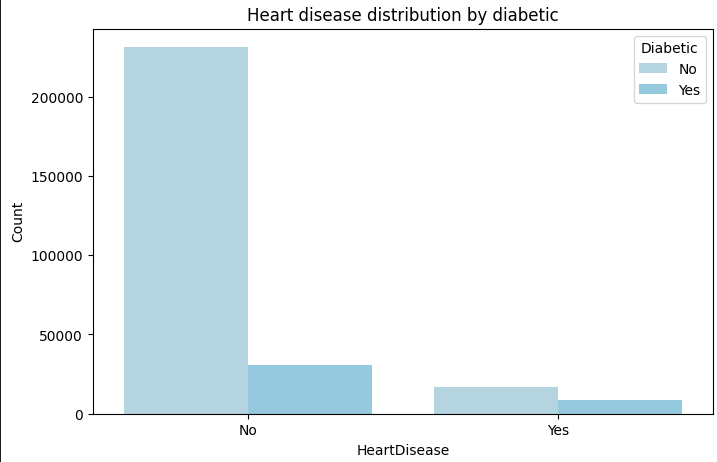 Heart disease distribution by diabetic
Diabetic
No
Yes
200000
150000
100000
50000
0
Count
No
Yes
HeartDisease